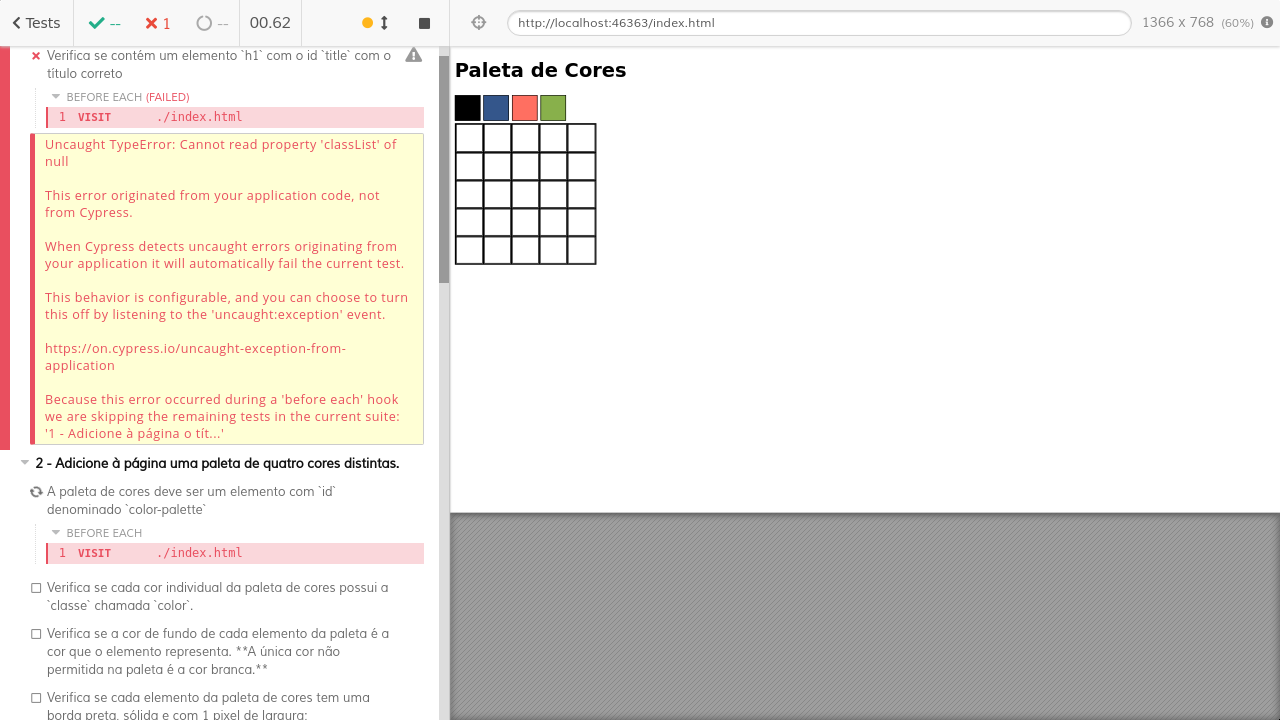 Tests
--
1
--
00.62
http://localhost:46363/index.html
1366 x 768 (60%)
Verifica se contém um elemento `h1` com o id `title` com o
título correto
BEFORE EACH (FAILED)
1 VISIT ./index.html
Uncaught TypeError: Cannot read property 'classList' of
null
This error originated from your application code, not
from Cypress.
When Cypress detects uncaught errors originating from
your application it will automatically fail the current test.
This behavior is configurable, and you can choose to turn
this off by listening to the 'uncaught:exception' event.
https://on.cypress.io/uncaught-exception-from-
application
Because this error occurred during a 'before each' hook
we are skipping the remaining tests in the current suite:
'1 - Adicione à página o tít...'
2 - Adicione à página uma paleta de quatro cores distintas.
A paleta de cores deve ser um elemento com `id`
denominado `color-palette`
BEFORE EACH
1 VISIT ./index.html
Verifica se cada cor individual da paleta de cores possui a
`classe` chamada `color`.
Verifica se a cor de fundo de cada elemento da paleta é a
cor que o elemento representa. **A única cor não
permitida na paleta é a cor branca.**
Verifica se cada elemento da paleta de cores tem uma
borda preta, sólida e com 1 pixel de largura;
Paleta de Cores